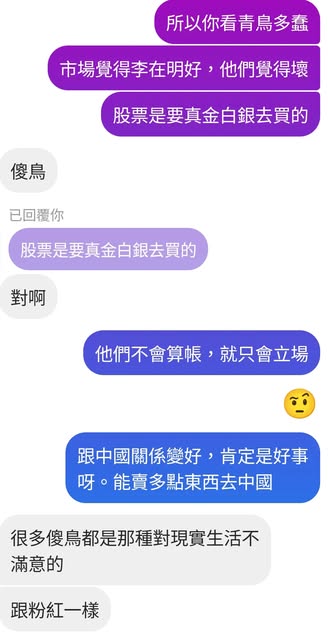 所以你看青鳥多蠢
市場覺得李在明好，他們覺得壞
股票是要真金白銀去買的
傻鳥
已回覆你
股票是要真金白銀去買的
對啊
他們不會算帳，就只會立場
🤨
跟中國關係變好，肯定是好事
呀。能賣多點東西去中國
很多傻鳥都是那種對現實生活不
滿意的
跟粉紅一樣